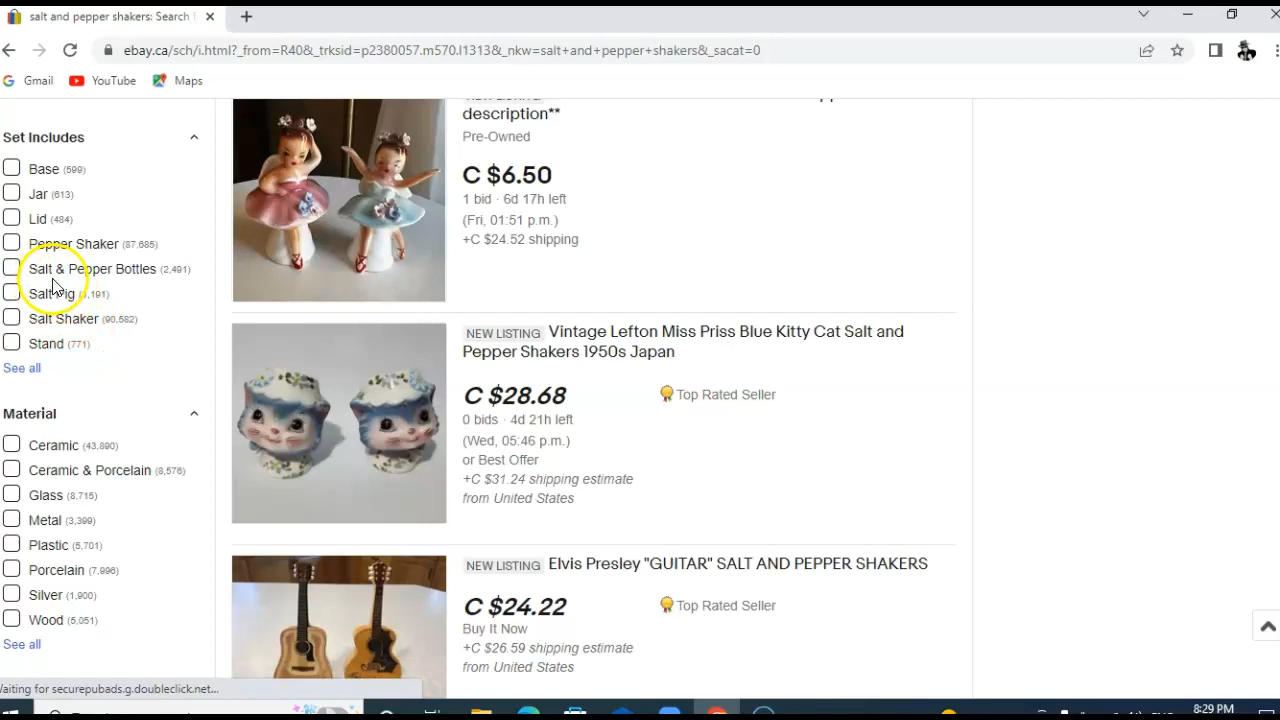 salt and pepper shakers: Search
ebay.ca/sch/i.html?_from=R40&_trksid=p2380057.m570.l1313&_nkw=salt+and+pepper+shakers&_sacat=0
Gmail YouTube Maps
Set Includes
Base (599)
Jar (613)
Lid (484)
Pepper Shaker (87,685)
Salt & Pepper Bottles (2,491)
Salt Pig
Salt Shaker (90,582)
Stand (771)
See all
Material
Ceramic (43,890)
Ceramic & Porcelain (8,576)
Glass (8,715)
Metal (3,399)
Plastic (5,701)
Porcelain (7,996)
Silver (1,900)
Wood (5,051)
See all
description**
Pre-Owned
C $6.50
1 bid · 6d 17h left
(Fri, 01:51 p.m.)
+C $24.52 shipping
NEW LISTING Vintage Lefton Miss Priss Blue Kitty Cat Salt and
Pepper Shakers 1950s Japan
C $28.68
Top Rated Seller
0 bids · 4d 21h left
(Wed, 05:46 p.m.)
or Best Offer
+C $31.24 shipping estimate
from United States
NEW LISTING Elvis Presley "GUITAR" SALT AND PEPPER SHAKERS
C $24.22
Top Rated Seller
Buy It Now
+C $26.59 shipping estimate
from United States
Waiting for securepubads.g.doubleclick.net...
8:29 PM